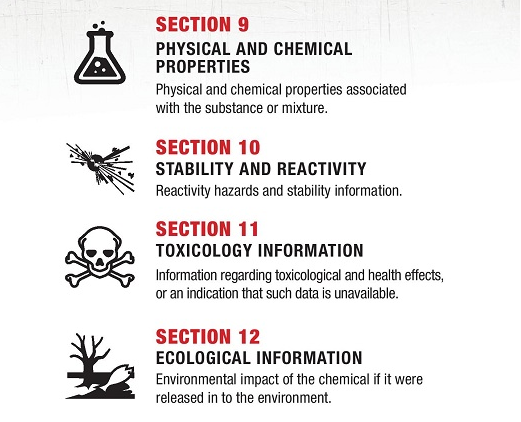 SECTION 9
PHYSICAL AND CHEMICAL
PROPERTIES
Physical and chemical properties associated
with the substance or mixture.
SECTION 10
STABILITY AND REACTIVITY
Reactivity hazards and stability information.
SECTION 11
TOXICOLOGY INFORMATION
Information regarding toxicological and health effects,
or an indication that such data is unavailable.
SECTION 12
ECOLOGICAL INFORMATION
Environmental impact of the chemical if it were
released in to the environment.